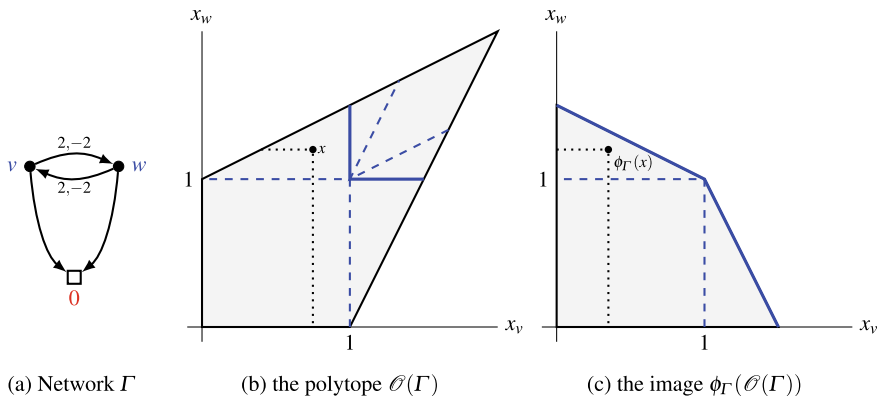 x_w
x_w
2,−2
v
w
2,−2
0
x
1
1
x_v
ϕ_Γ(x)
1
1
x_v
(a) Network Γ
(b) the polytope 𝒪(Γ)
(c) the image ϕ_Γ(𝒪(Γ))